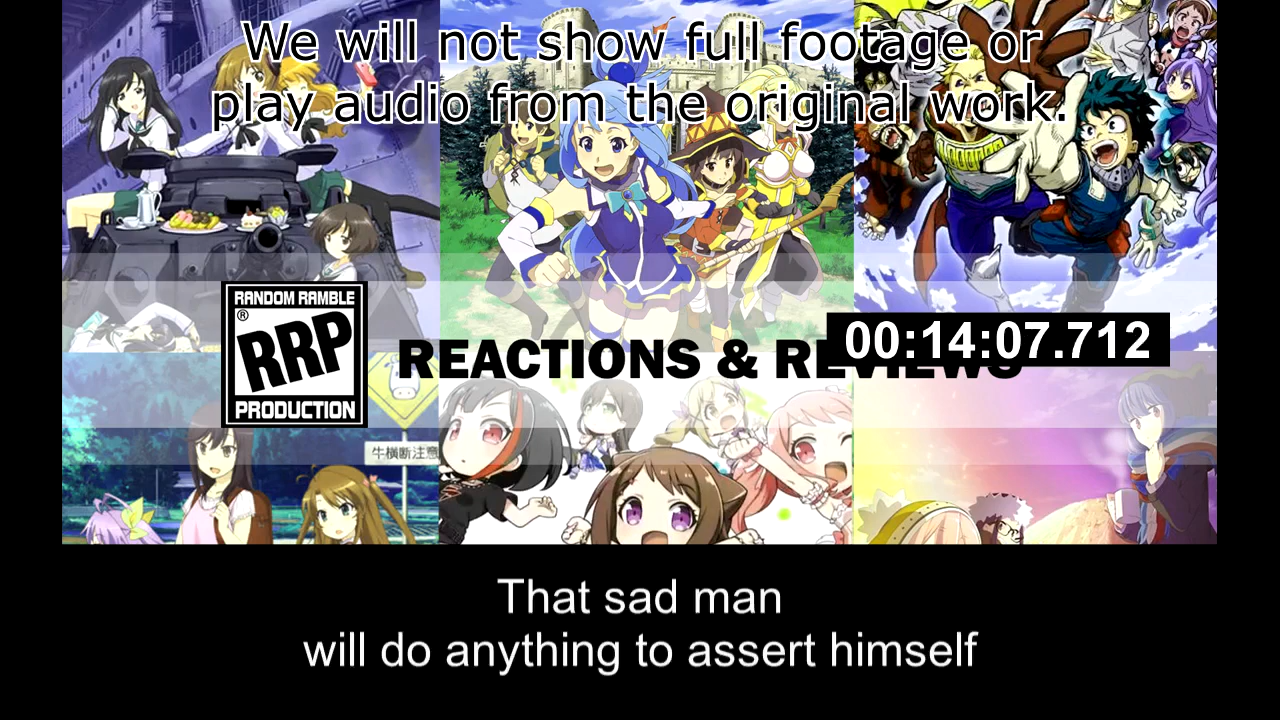 We will not show full footage or
play audio from the original work.
RANDOM RAMBLE
®
RRP
PRODUCTION
REACTIONS & REVIEWS
00:14:07.712
牛横断注意
That sad man
will do anything to assert himself